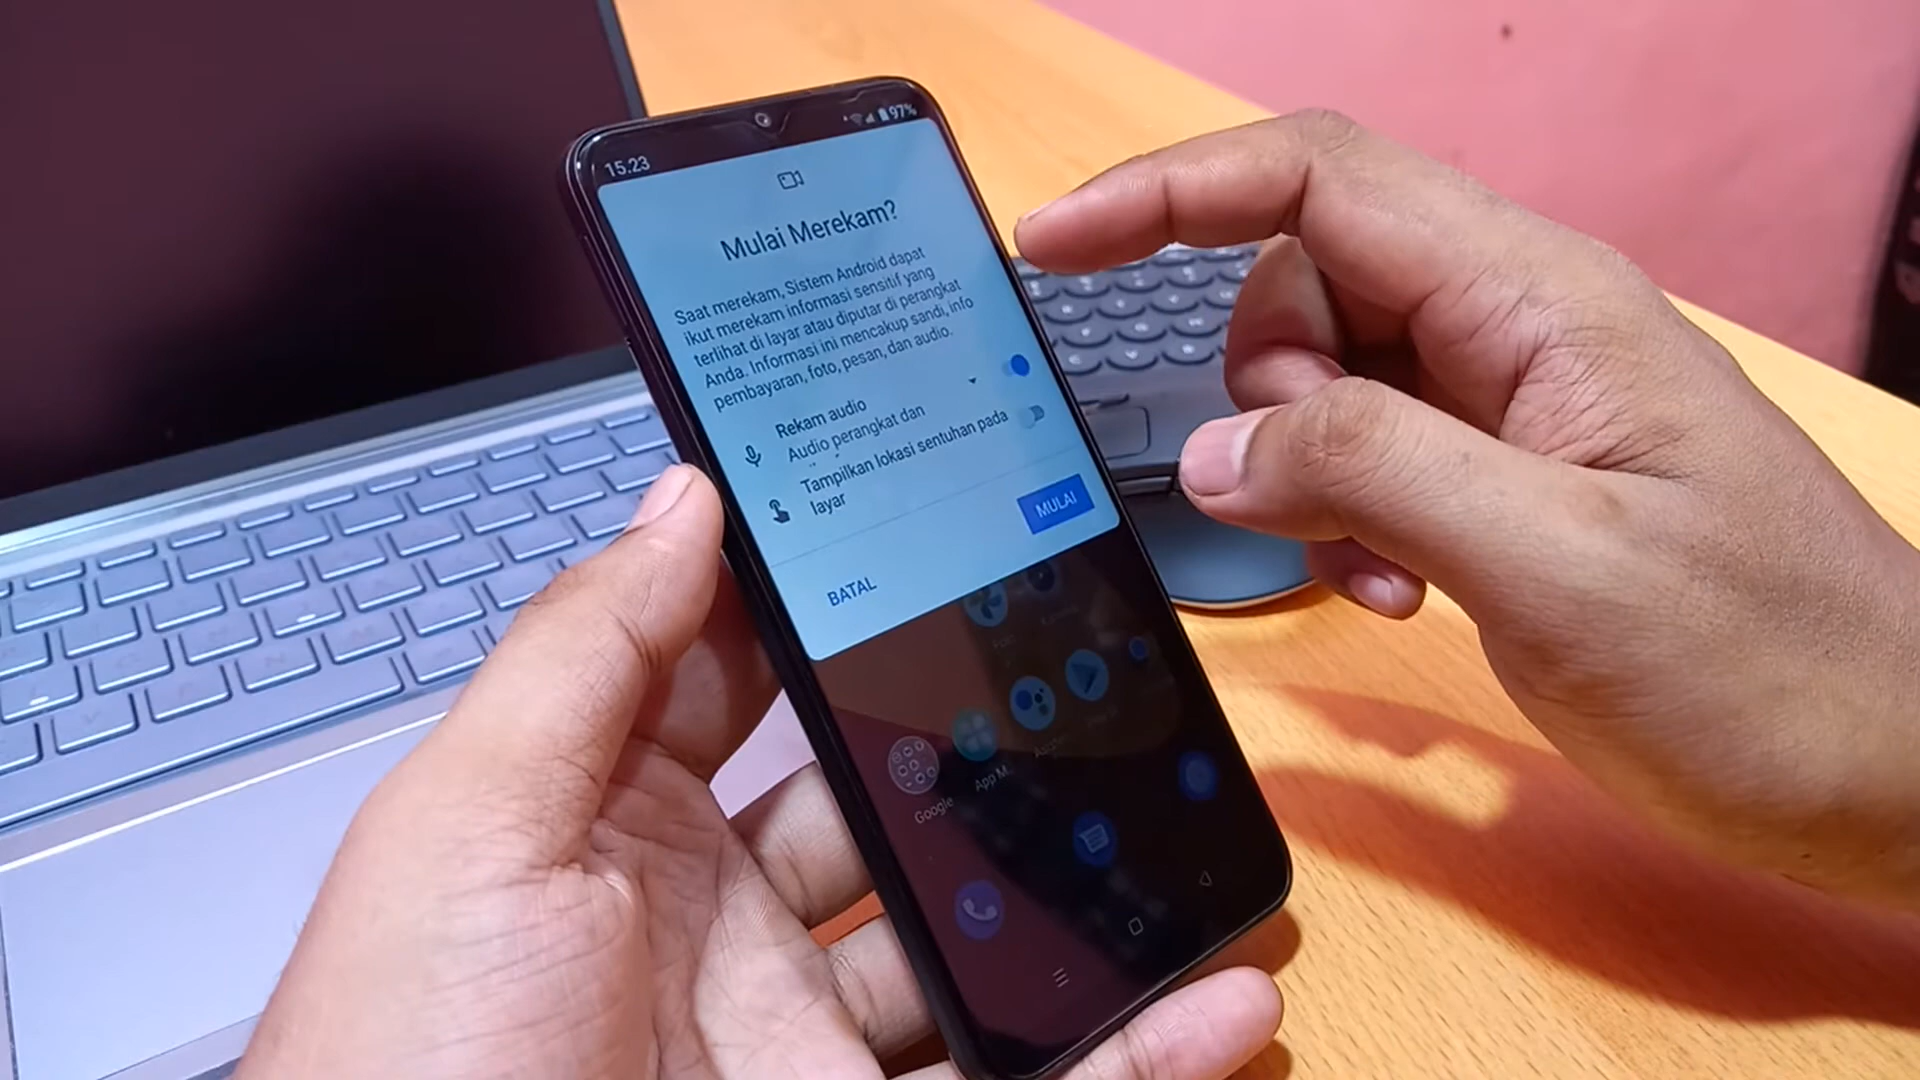 15.23
97%
Mulai Merekam?
Saat merekam, Sistem Android dapat
ikut merekam informasi sensitif yang
terlihat di layar atau diputar di perangkat
Anda. Informasi ini mencakup sandi, info
pembayaran, foto, pesan, dan audio.
Rekam audio
Audio perangkat dan
Tampilkan lokasi sentuhan pada
layar
MULAI
BATAL
Google
App M..